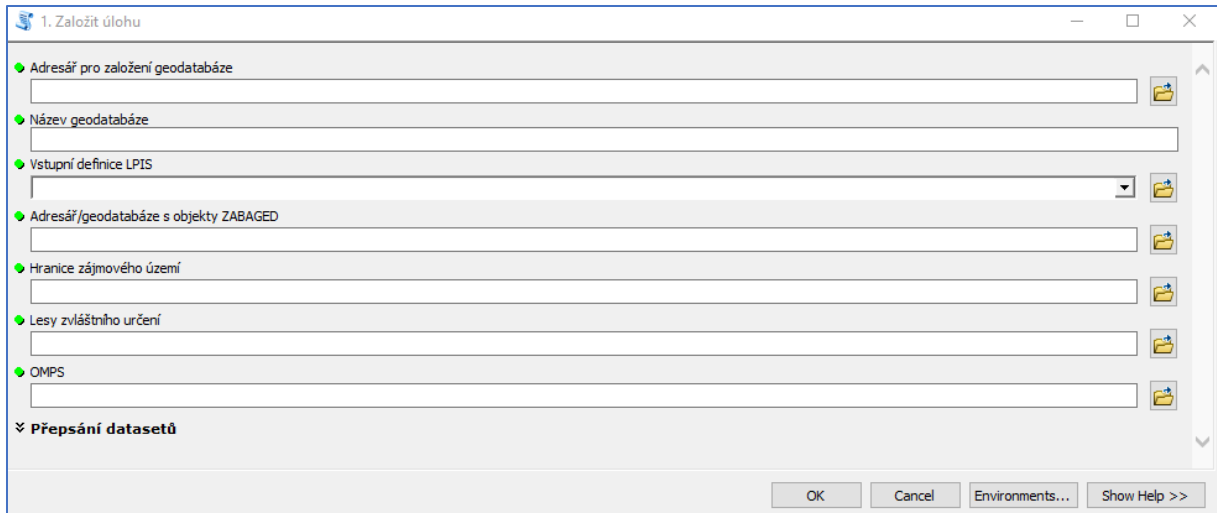 1. Založit úlohu
Adresář pro založení geodatabáze
Název geodatabáze
Vstupní definice LPIS
Adresář/geodatabáze s objekty ZABAGED
Hranice zájmového území
Lesy zvláštního určení
OMPS
Přepsání datasetů
OK Cancel Environments... Show Help >>